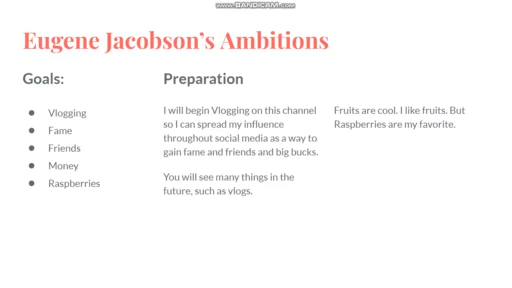 www.BANDICAM.com
Eugene Jacobson's Ambitions
Goals:
● Vlogging
● Fame
● Friends
● Money
● Raspberries
Preparation
I will begin Vlogging on this channel
so I can spread my influence
throughout social media as a way to
gain fame and friends and big bucks.
You will see many things in the
future, such as vlogs.
Fruits are cool. I like fruits. But
Raspberries are my favorite.